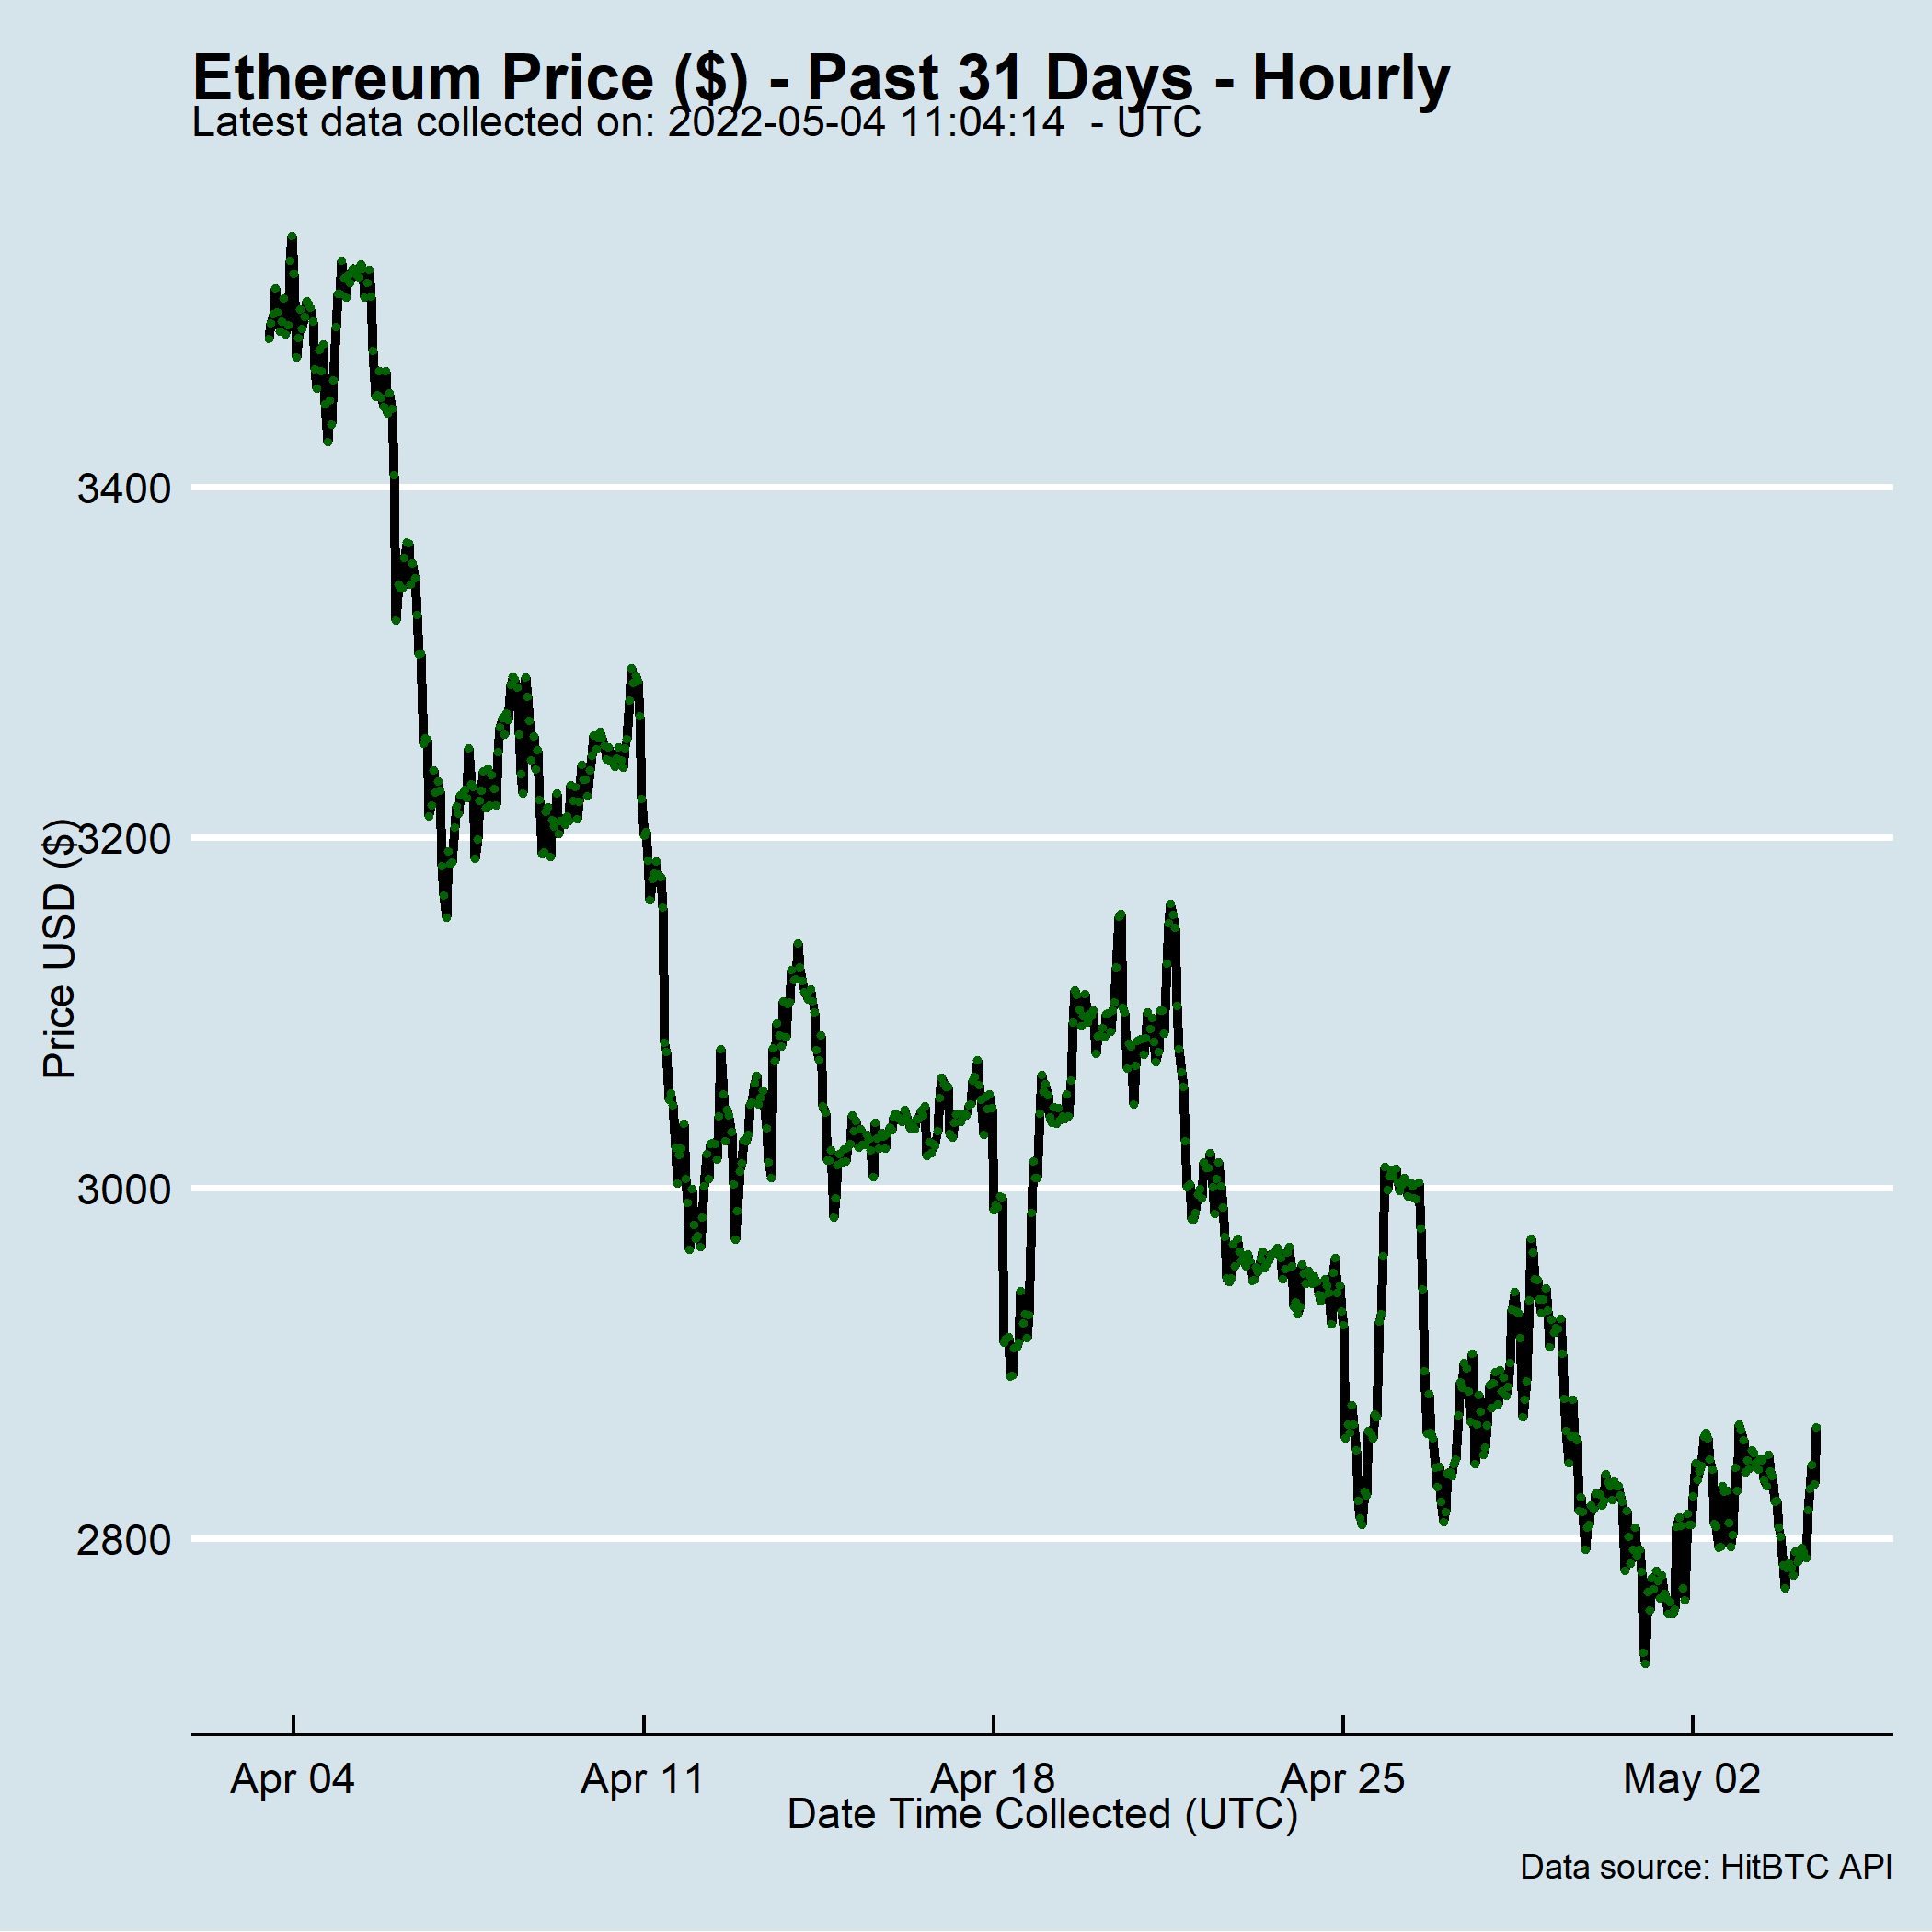 Ethereum Price ($) - Past 31 Days - Hourly
Latest data collected on: 2022-05-04 11:04:14  - UTC
Price USD ($)
3400
3200
3000
2800
Apr 04
Apr 11
Apr 18
Apr 25
May 02
Date Time Collected (UTC)
Data source: HitBTC API